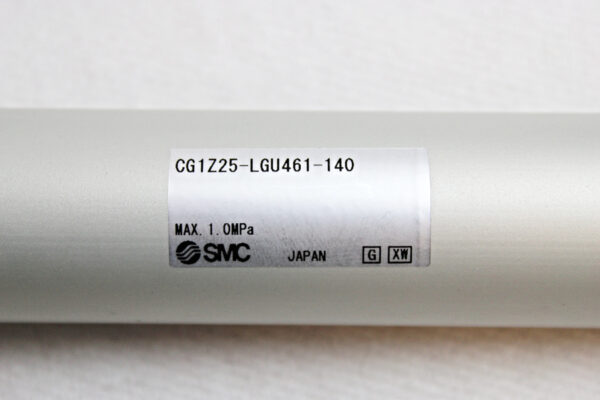 CG1Z25-LGU461-140
MAX. 1.0MPa
SMC JAPAN G XW